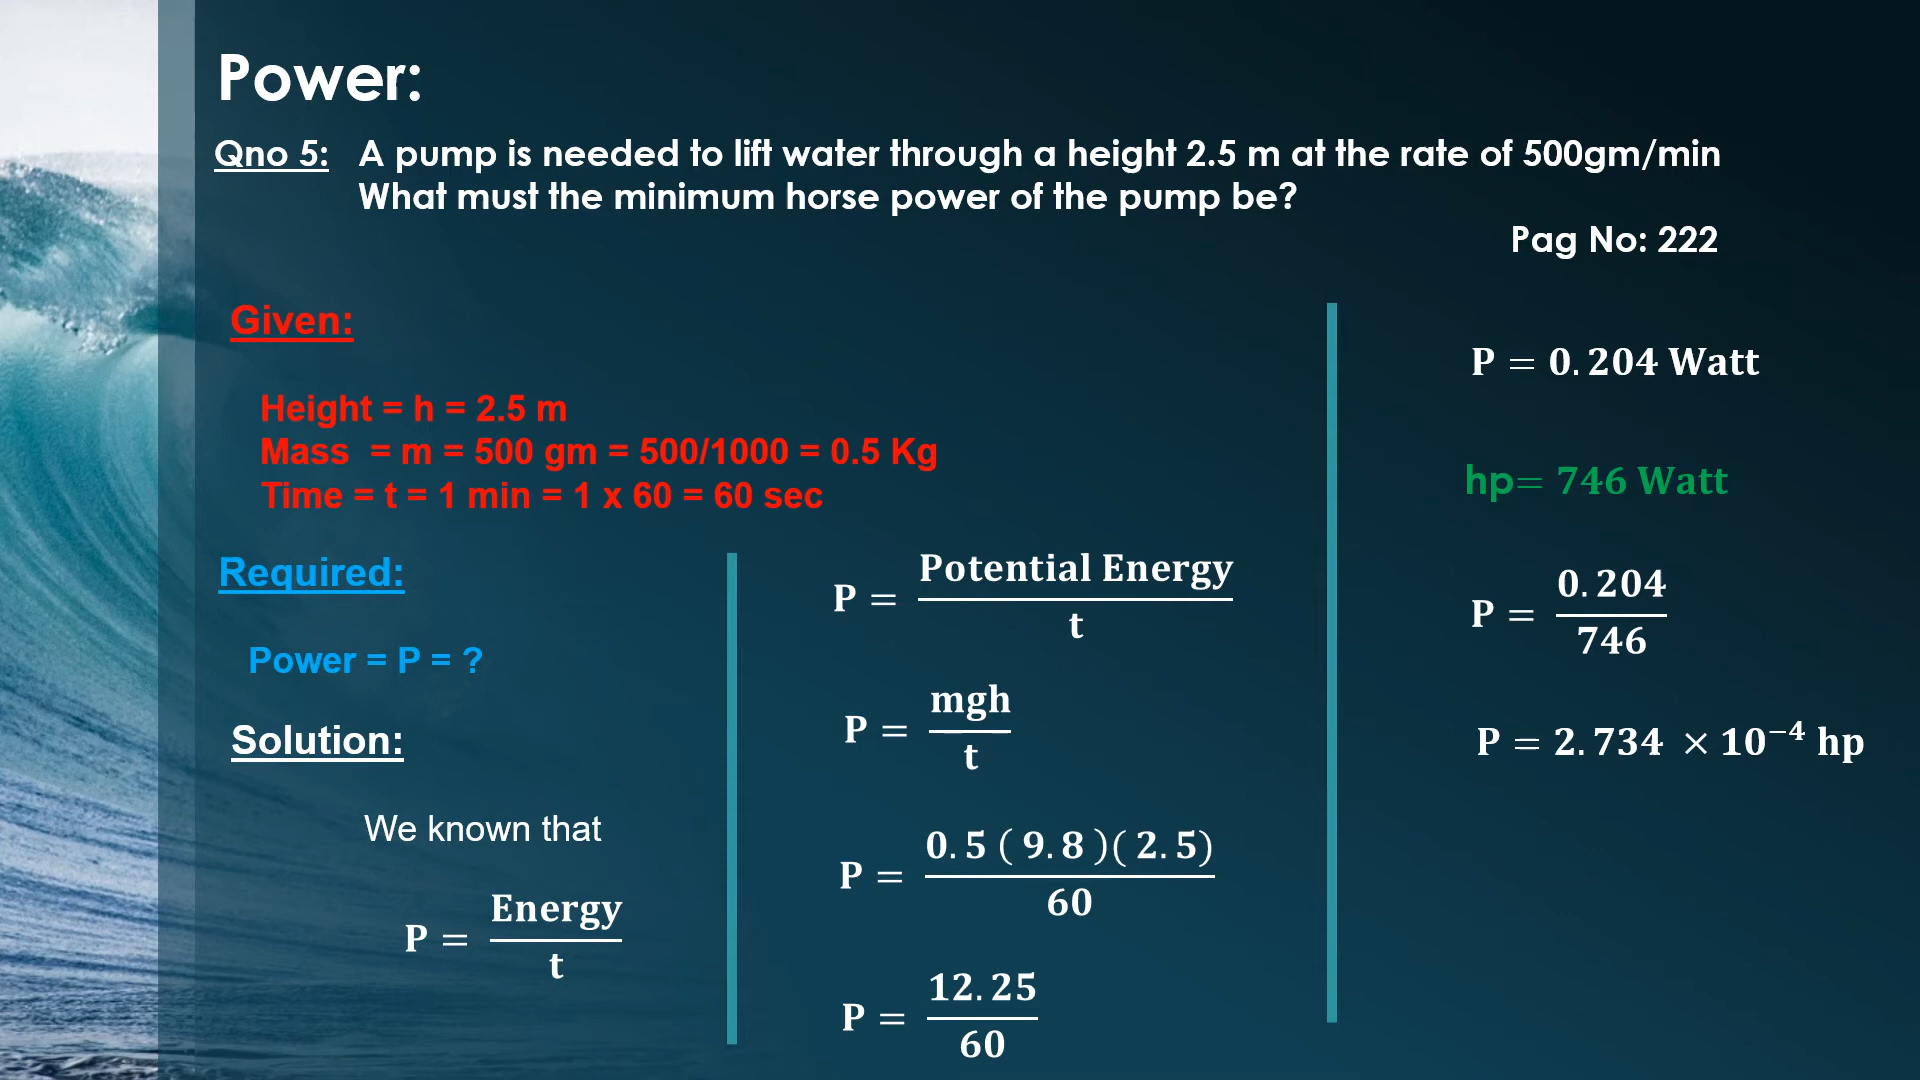 Power:
Qno 5: A pump is needed to lift water through a height 2.5 m at the rate of 500gm/min
What must the minimum horse power of the pump be?
Pag No: 222
Given:
Height = h = 2.5 m
Mass = m = 500 gm = 500/1000 = 0.5 Kg
Time = t = 1 min = 1 x 60 = 60 sec
Required:
Power = P = ?
Solution:
We known that
P = Energy / t
P = Potential Energy / t
P = mgh / t
P = 0.5 ( 9.8 )( 2.5) / 60
P = 12.25 / 60
P = 0.204 Watt
hp= 746 Watt
P = 0.204 / 746
P = 2.734 × 10⁻⁴ hp